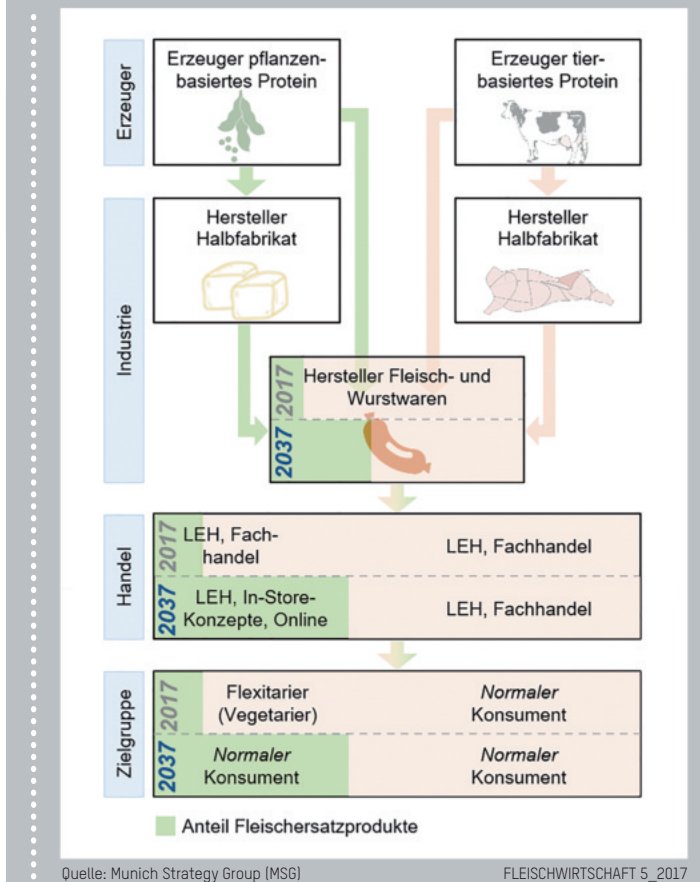 Erzeuger
Erzeuger pflanzen-
basiertes Protein
Erzeuger tier-
basiertes Protein
Industrie
Hersteller
Halbfabrikat
Hersteller
Halbfabrikat
2017
Hersteller Fleisch- und
Wurstwaren
2037
Handel
2017
LEH, Fach-
handel
LEH, Fachhandel
2037
LEH, In-Store-
Konzepte, Online
LEH, Fachhandel
Zielgruppe
2017
Flexitarier
(Vegetarier)
Normaler
Konsument
2037
Normaler
Konsument
Normaler
Konsument
Anteil Fleischersatzprodukte
Quelle: Munich Strategy Group (MSG)
FLEISCHWIRTSCHAFT 5_2017